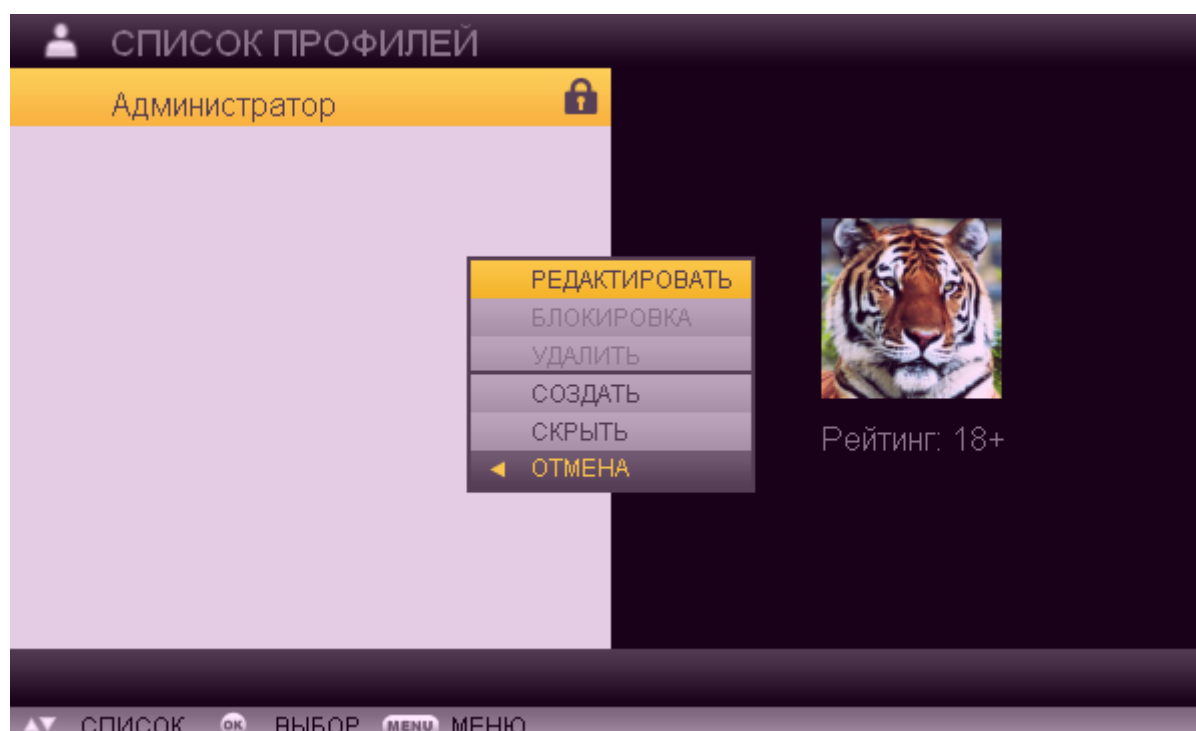 СПИСОК ПРОФИЛЕЙ
Администратор
РЕДАКТИРОВАТЬ
БЛОКИРОВКА
УДАЛИТЬ
СОЗДАТЬ
СКРЫТЬ
ОТМЕНА
Рейтинг: 18+
СПИСОК OK ВЫБОР MENU МЕНЮ